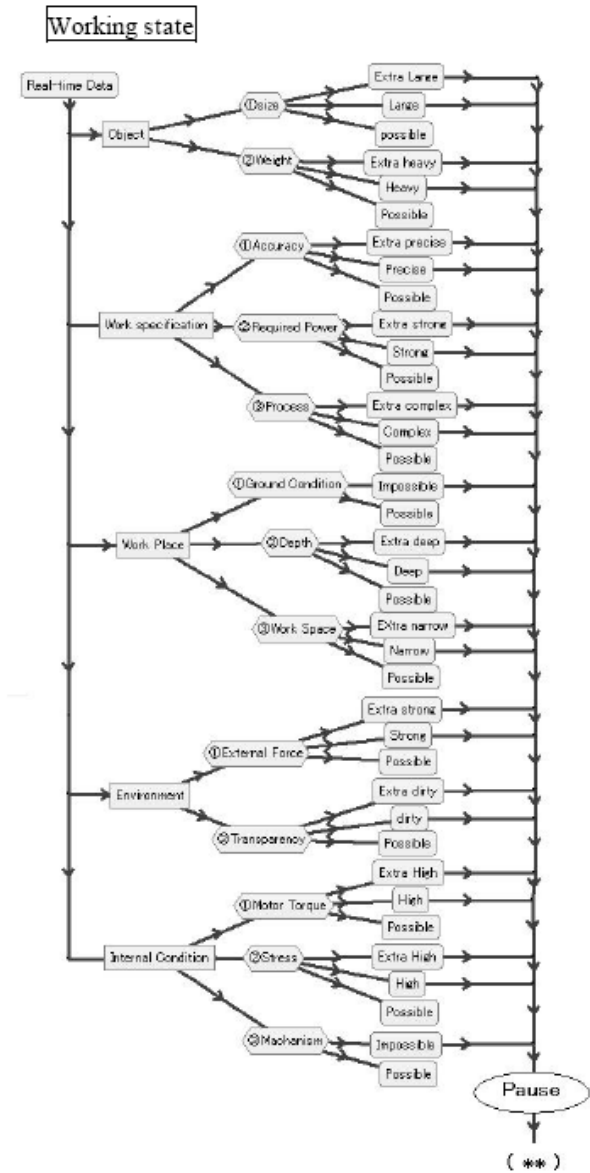 Working state
Real-time Data
Object
①size
Extra Large
Large
possible
②Weight
Extra heavy
Heavy
Possible
Work specification
①Accuracy
Extra precise
Precise
Possible
②Required Power
Extra strong
Strong
Possible
③Process
Extra complex
Complex
Possible
Work Place
①Ground Condition
Impossible
Possible
②Depth
Extra deep
Deep
Possible
③Work Space
EXtra narrow
Narrow
Possible
Environment
①External Force
Extra strong
Strong
Possible
②Transparency
Extra dirty
dirty
Possible
Internal Condition
①Motor Torque
Extra High
High
Possible
②Stress
Extra High
High
Possible
③Machanism
Impossible
Possible
Pause
( ** )